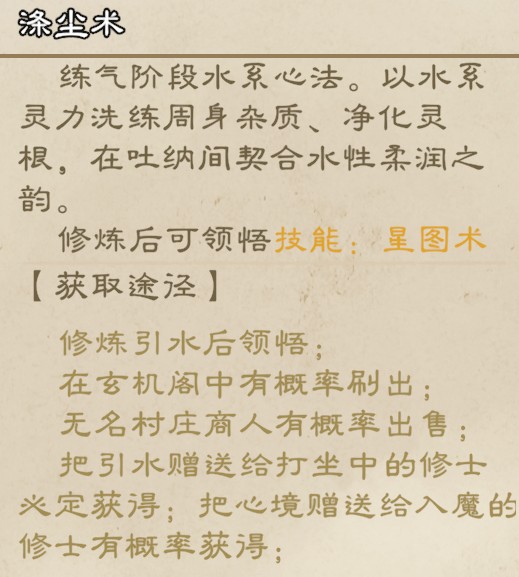 涤尘术
练气阶段水系心法。以水系
灵力洗练周身杂质、净化灵
根，在吐纳间契合水性柔润之
韵。
修炼后可领悟技能：星图术
【获取途径】
修炼引水后领悟；
在玄机阁中有概率刷出；
无名村庄商人有概率出售；
把引水赠送给打坐中的修士
必定获得；把心境赠送给入魔的
修士有概率获得；